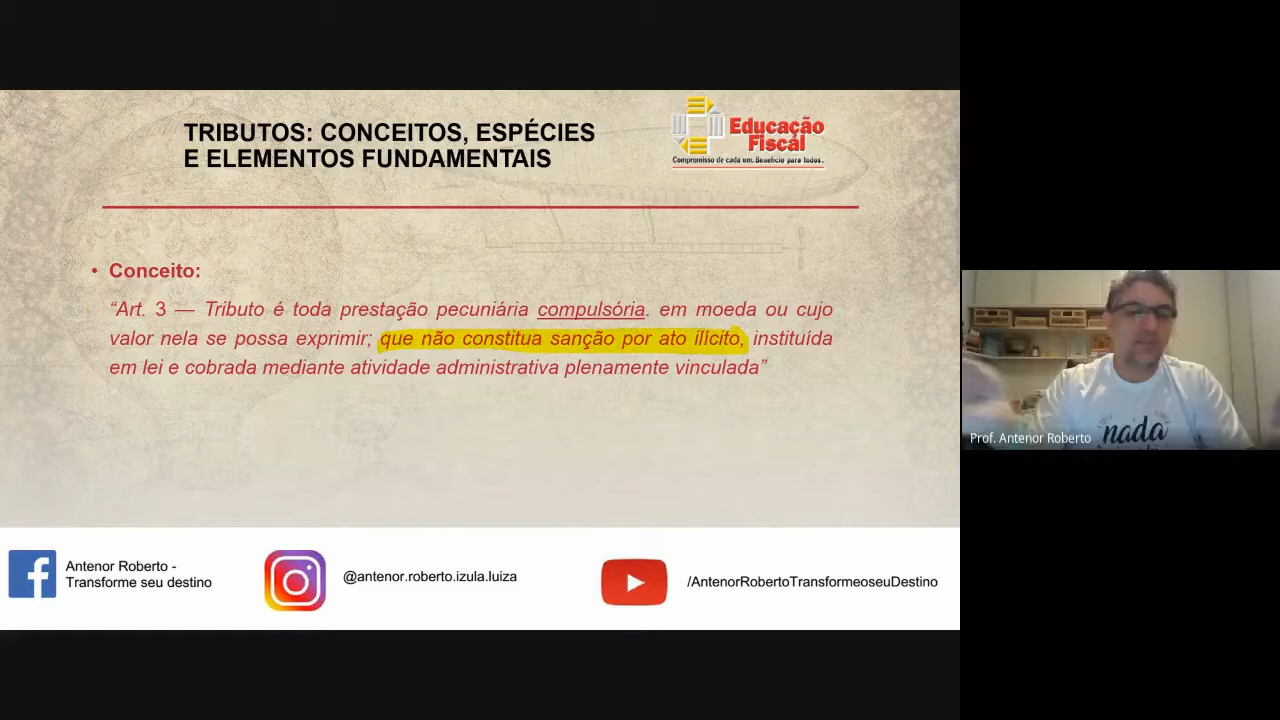 TRIBUTOS: CONCEITOS, ESPÉCIES
E ELEMENTOS FUNDAMENTAIS
Educação
Fiscal
Compromisso de cada um. Benefício para todos.
• Conceito:
“Art. 3 — Tributo é toda prestação pecuniária compulsória. em moeda ou cujo
valor nela se possa exprimir; que não constitua sanção por ato ilícito, instituída
em lei e cobrada mediante atividade administrativa plenamente vinculada”
nada
Prof. Antenor Roberto
Antenor Roberto -
Transforme seu destino
@antenor.roberto.izula.luiza
/AntenorRobertoTransformeoseuDestino